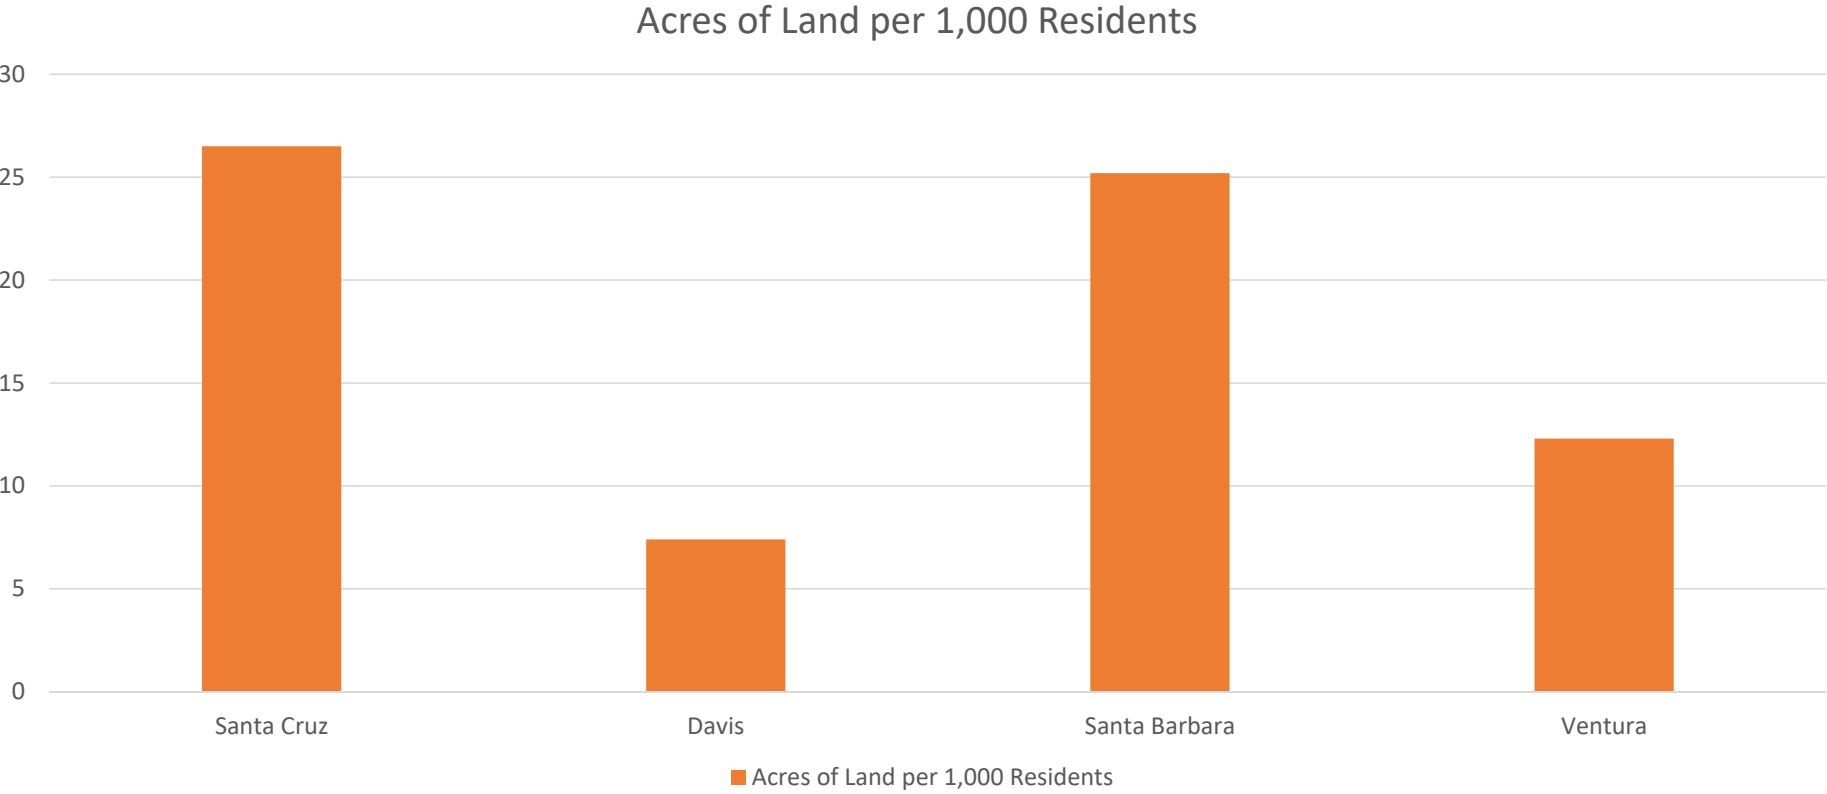 Acres of Land per 1,000 Residents
30
25
20
15
10
5
0
Santa Cruz Davis Santa Barbara Ventura
Acres of Land per 1,000 Residents